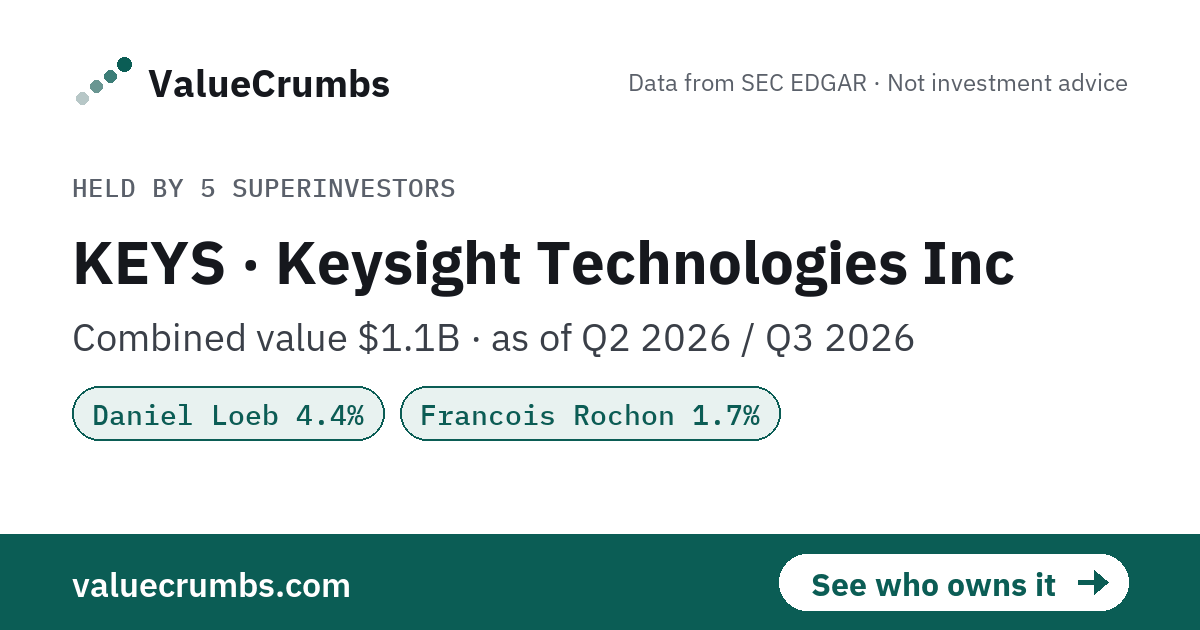 ValueCrumbs
Data from SEC EDGAR · Not investment advice
HELD BY 5 SUPERINVESTORS
KEYS · Keysight Technologies Inc
Combined value $1.1B · as of Q2 2026 / Q3 2026
Daniel Loeb 4.4%
Francois Rochon 1.7%
valuecrumbs.com
See who owns it →